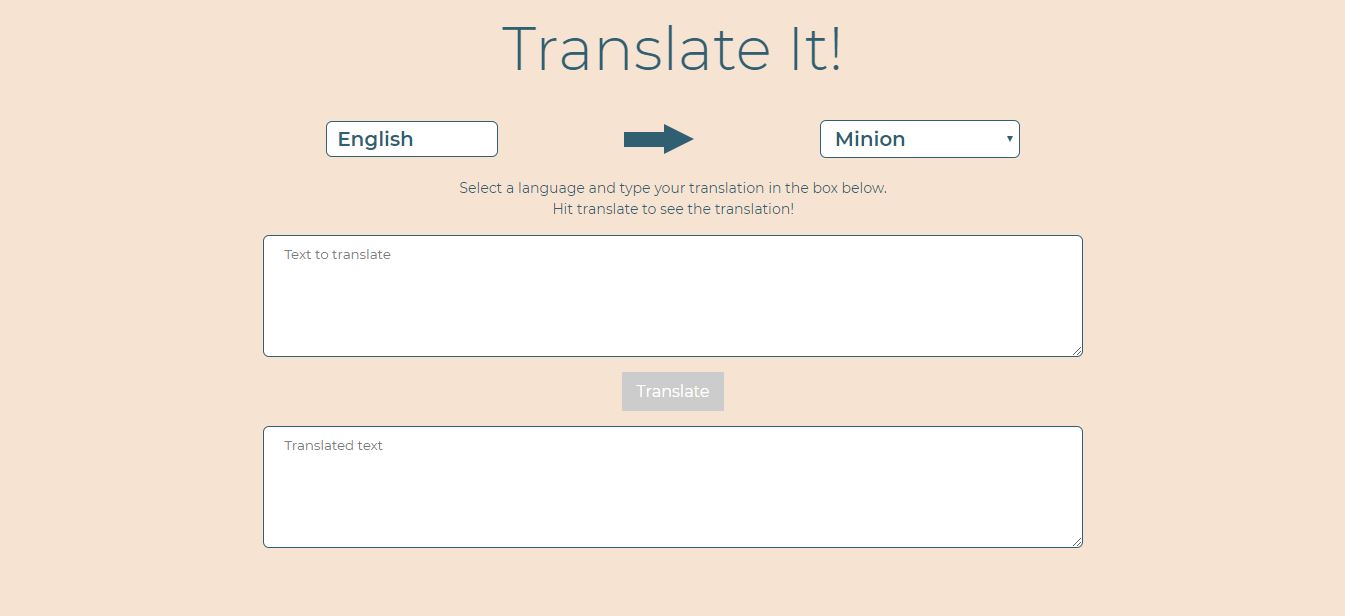 Translate It!
English
Minion
Select a language and type your translation in the box below.
Hit translate to see the translation!
Text to translate
Translate
Translated text